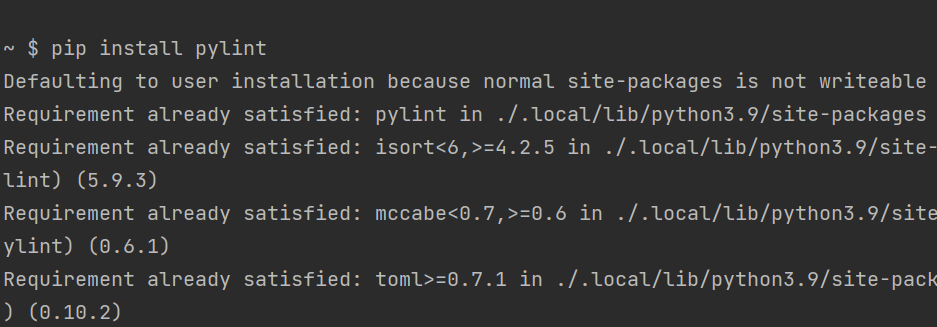 ~ $ pip install pylint
Defaulting to user installation because normal site-packages is not writeable
Requirement already satisfied: pylint in ./.local/lib/python3.9/site-packages
Requirement already satisfied: isort<6,>=4.2.5 in ./.local/lib/python3.9/site-
lint) (5.9.3)
Requirement already satisfied: mccabe<0.7,>=0.6 in ./.local/lib/python3.9/site
ylint) (0.6.1)
Requirement already satisfied: toml>=0.7.1 in ./.local/lib/python3.9/site-pack
) (0.10.2)